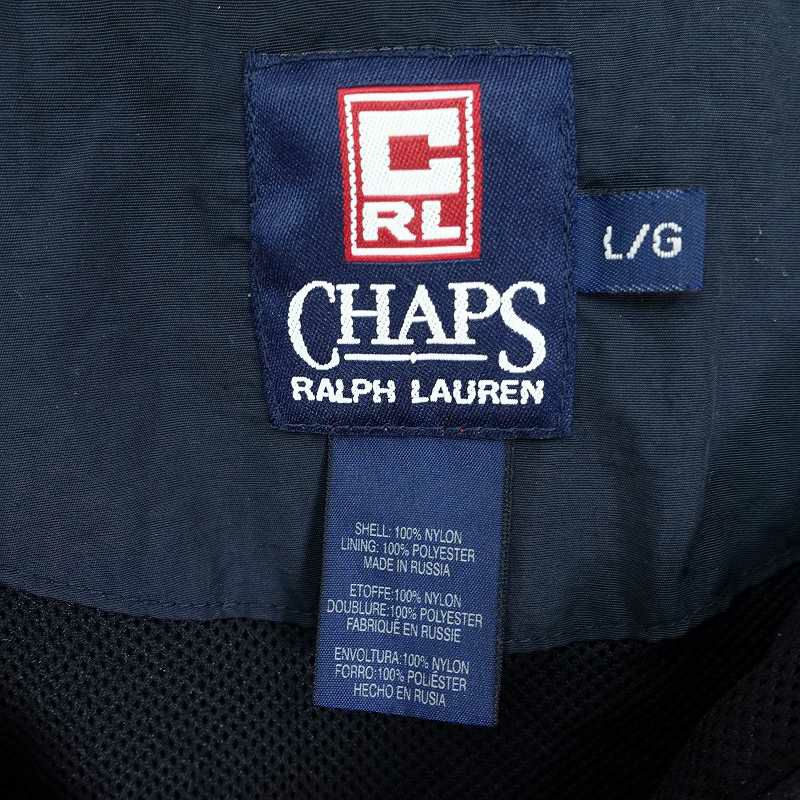 C
RL
CHAPS
RALPH LAUREN
L/G
SHELL: 100% NYLON
LINING: 100% POLYESTER
MADE IN RUSSIA
ETOFFE: 100% NYLON
DOUBLURE: 100% POLYESTER
FABRIQUÉ EN RUSSIE
ENVOLTURA: 100% NYLON
FORRO: 100% POLIÉSTER
HECHO EN RUSIA